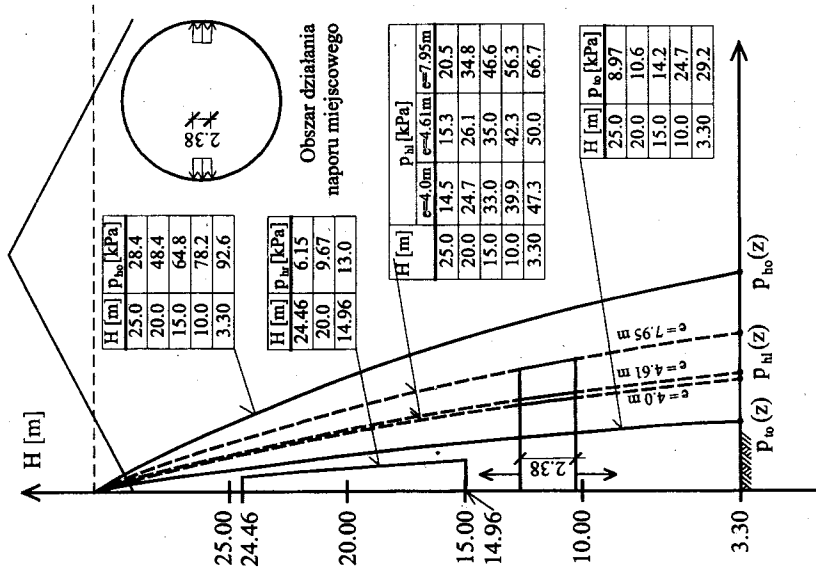 H [m]
H [m] p_ho [kPa]
25.0 28.4
20.0 48.4
15.0 64.8
10.0 78.2
3.30 92.6
2.38
Obszar działania
naporu miejscowego
H [m] p_hr [kPa]
24.46 6.15
20.0 9.67
14.96 13.0
H [m] p_hl [kPa]
e=4.0m e=4.61m e=7.95m
25.0 14.5 15.3 20.5
20.0 24.7 26.1 34.8
15.0 33.0 35.0 46.6
10.0 39.9 42.3 56.3
3.30 47.3 50.0 66.7
H [m] p_to [kPa]
25.0 8.97
20.0 10.6
15.0 14.2
10.0 24.7
3.30 29.2
25.00
24.46
20.00
15.00
14.96
10.00
3.30
2.38
e=4.0 m
e=4.61 m
e=7.95 m
p_to(z)
p_hl(z)
p_ho(z)